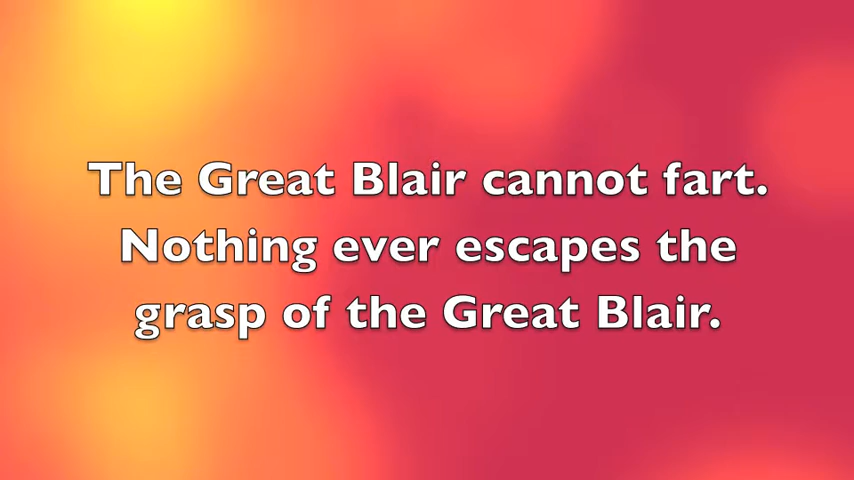 The Great Blair cannot fart.
Nothing ever escapes the
grasp of the Great Blair.